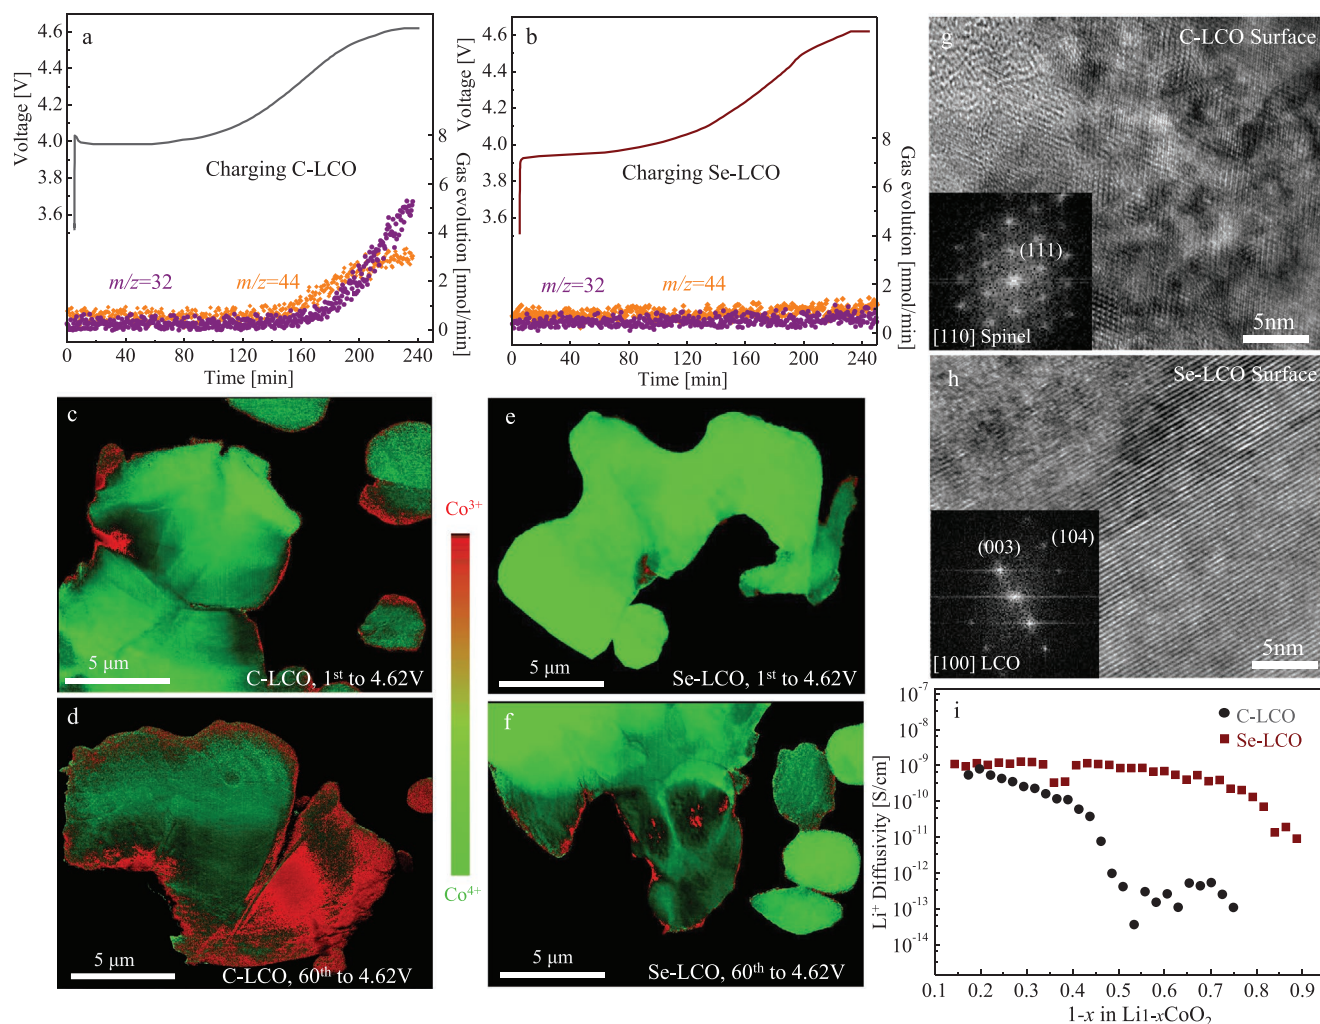 a
4.6
4.4
4.2
4.0
3.8
3.6
Voltage [V]
Charging C-LCO
m/z=32
m/z=44
8
6
4
2
0
Gas evolution [nmol/min]
0
40
80
120
160
200
240
Time [min]
b
4.6
4.4
4.2
4.0
3.8
3.6
Voltage [V]
Charging Se-LCO
m/z=32
m/z=44
8
6
4
2
0
Gas evolution [nmol/min]
0
40
80
120
160
200
240
Time [min]
c
5 μm
C-LCO, 1st to 4.62V
d
5 μm
C-LCO, 60th to 4.62V
Co3+
Co4+
e
5 μm
Se-LCO, 1st to 4.62V
f
5 μm
Se-LCO, 60th to 4.62V
g
C-LCO Surface
(111)
[110] Spinel
5nm
h
Se-LCO Surface
(003)
(104)
[100] LCO
5nm
i
C-LCO
Se-LCO
10-7
10-8
10-9
10-10
10-11
10-12
10-13
10-14
Li+ Diffusivity [S/cm]
0.1
0.2
0.3
0.4
0.5
0.6
0.7
0.8
0.9
1-x in Li1-xCoO2